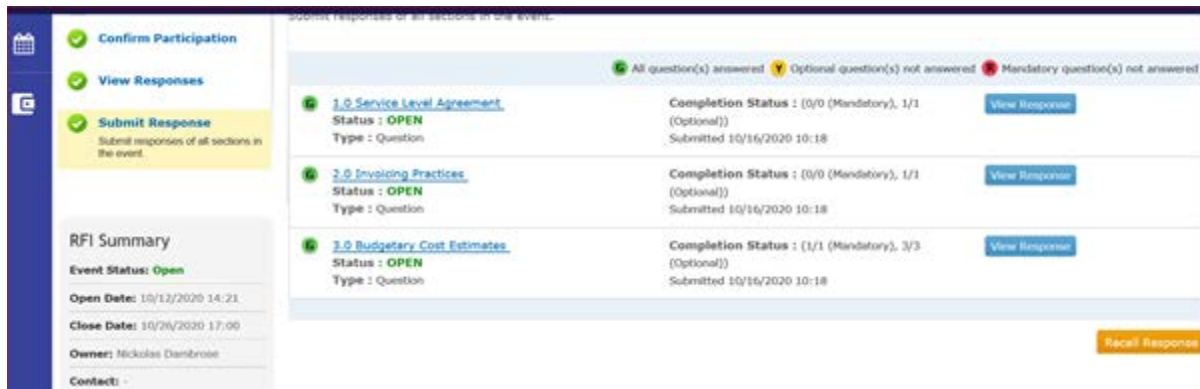 Submit responses of all sections in the event.
Confirm Participation
View Responses
Submit Response
Submit responses of all sections in
the event.
RFI Summary
Event Status: Open
Open Date: 10/12/2020 14:21
Close Date: 10/26/2020 17:00
Owner: Nickolas Dambrose
Contact: -
G All question(s) answered Y Optional question(s) not answered R Mandatory question(s) not answered
1.0 Service Level Agreement
Status : OPEN
Type : Question
Completion Status : (0/0 (Mandatory), 1/1
(Optional))
Submitted 10/16/2020 10:18
View Response
2.0 Invoicing Practices
Status : OPEN
Type : Question
Completion Status : (0/0 (Mandatory), 1/1
(Optional))
Submitted 10/16/2020 10:18
View Response
3.0 Budgetary Cost Estimates
Status : OPEN
Type : Question
Completion Status : (1/1 (Mandatory), 3/3
(Optional))
Submitted 10/16/2020 10:18
View Response
Recall Response